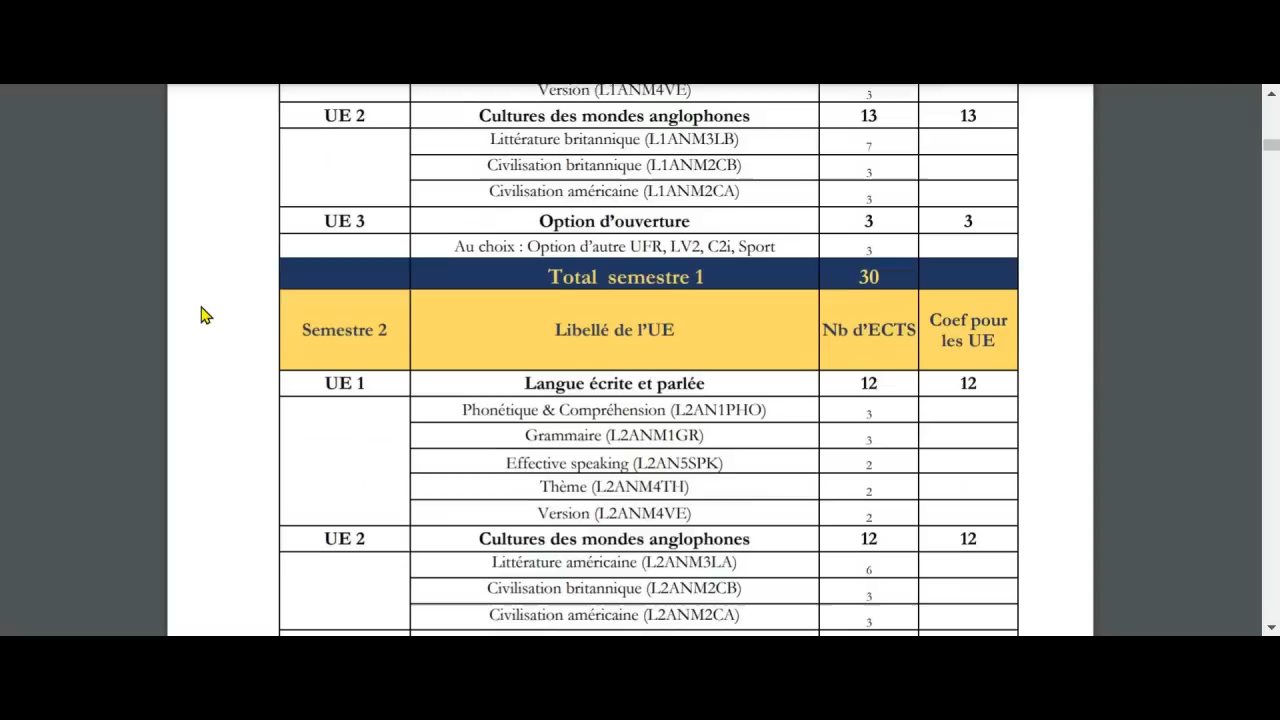 Version (L1ANM4VE) 3
UE 2 Cultures des mondes anglophones 13 13
Littérature britannique (L1ANM3LB) 7
Civilisation britannique (L1ANM2CB) 3
Civilisation américaine (L1ANM2CA) 3
UE 3 Option d'ouverture 3 3
Au choix : Option d'autre UFR, LV2, C2i, Sport 3
Total semestre 1 30
Semestre 2 Libellé de l'UE Nb d'ECTS Coef pour
les UE
UE 1 Langue écrite et parlée 12 12
Phonétique & Compréhension (L2AN1PHO) 3
Grammaire (L2ANM1GR) 3
Effective speaking (L2AN5SPK) 2
Thème (L2ANM4TH) 2
Version (L2ANM4VE) 2
UE 2 Cultures des mondes anglophones 12 12
Littérature américaine (L2ANM3LA) 6
Civilisation britannique (L2ANM2CB) 3
Civilisation américaine (L2ANM2CA) 3